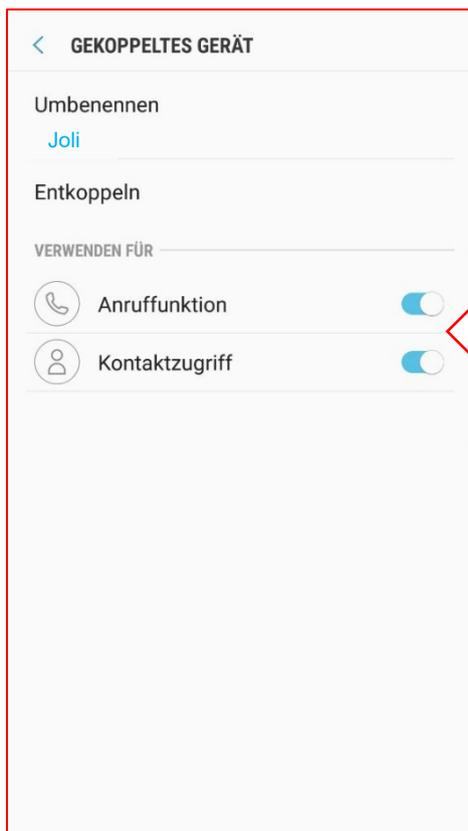 GEKOPPELTES GERÄT
Umbenennen
Joli
Entkoppeln
VERWENDEN FÜR
Anruffunktion
Kontaktzugriff